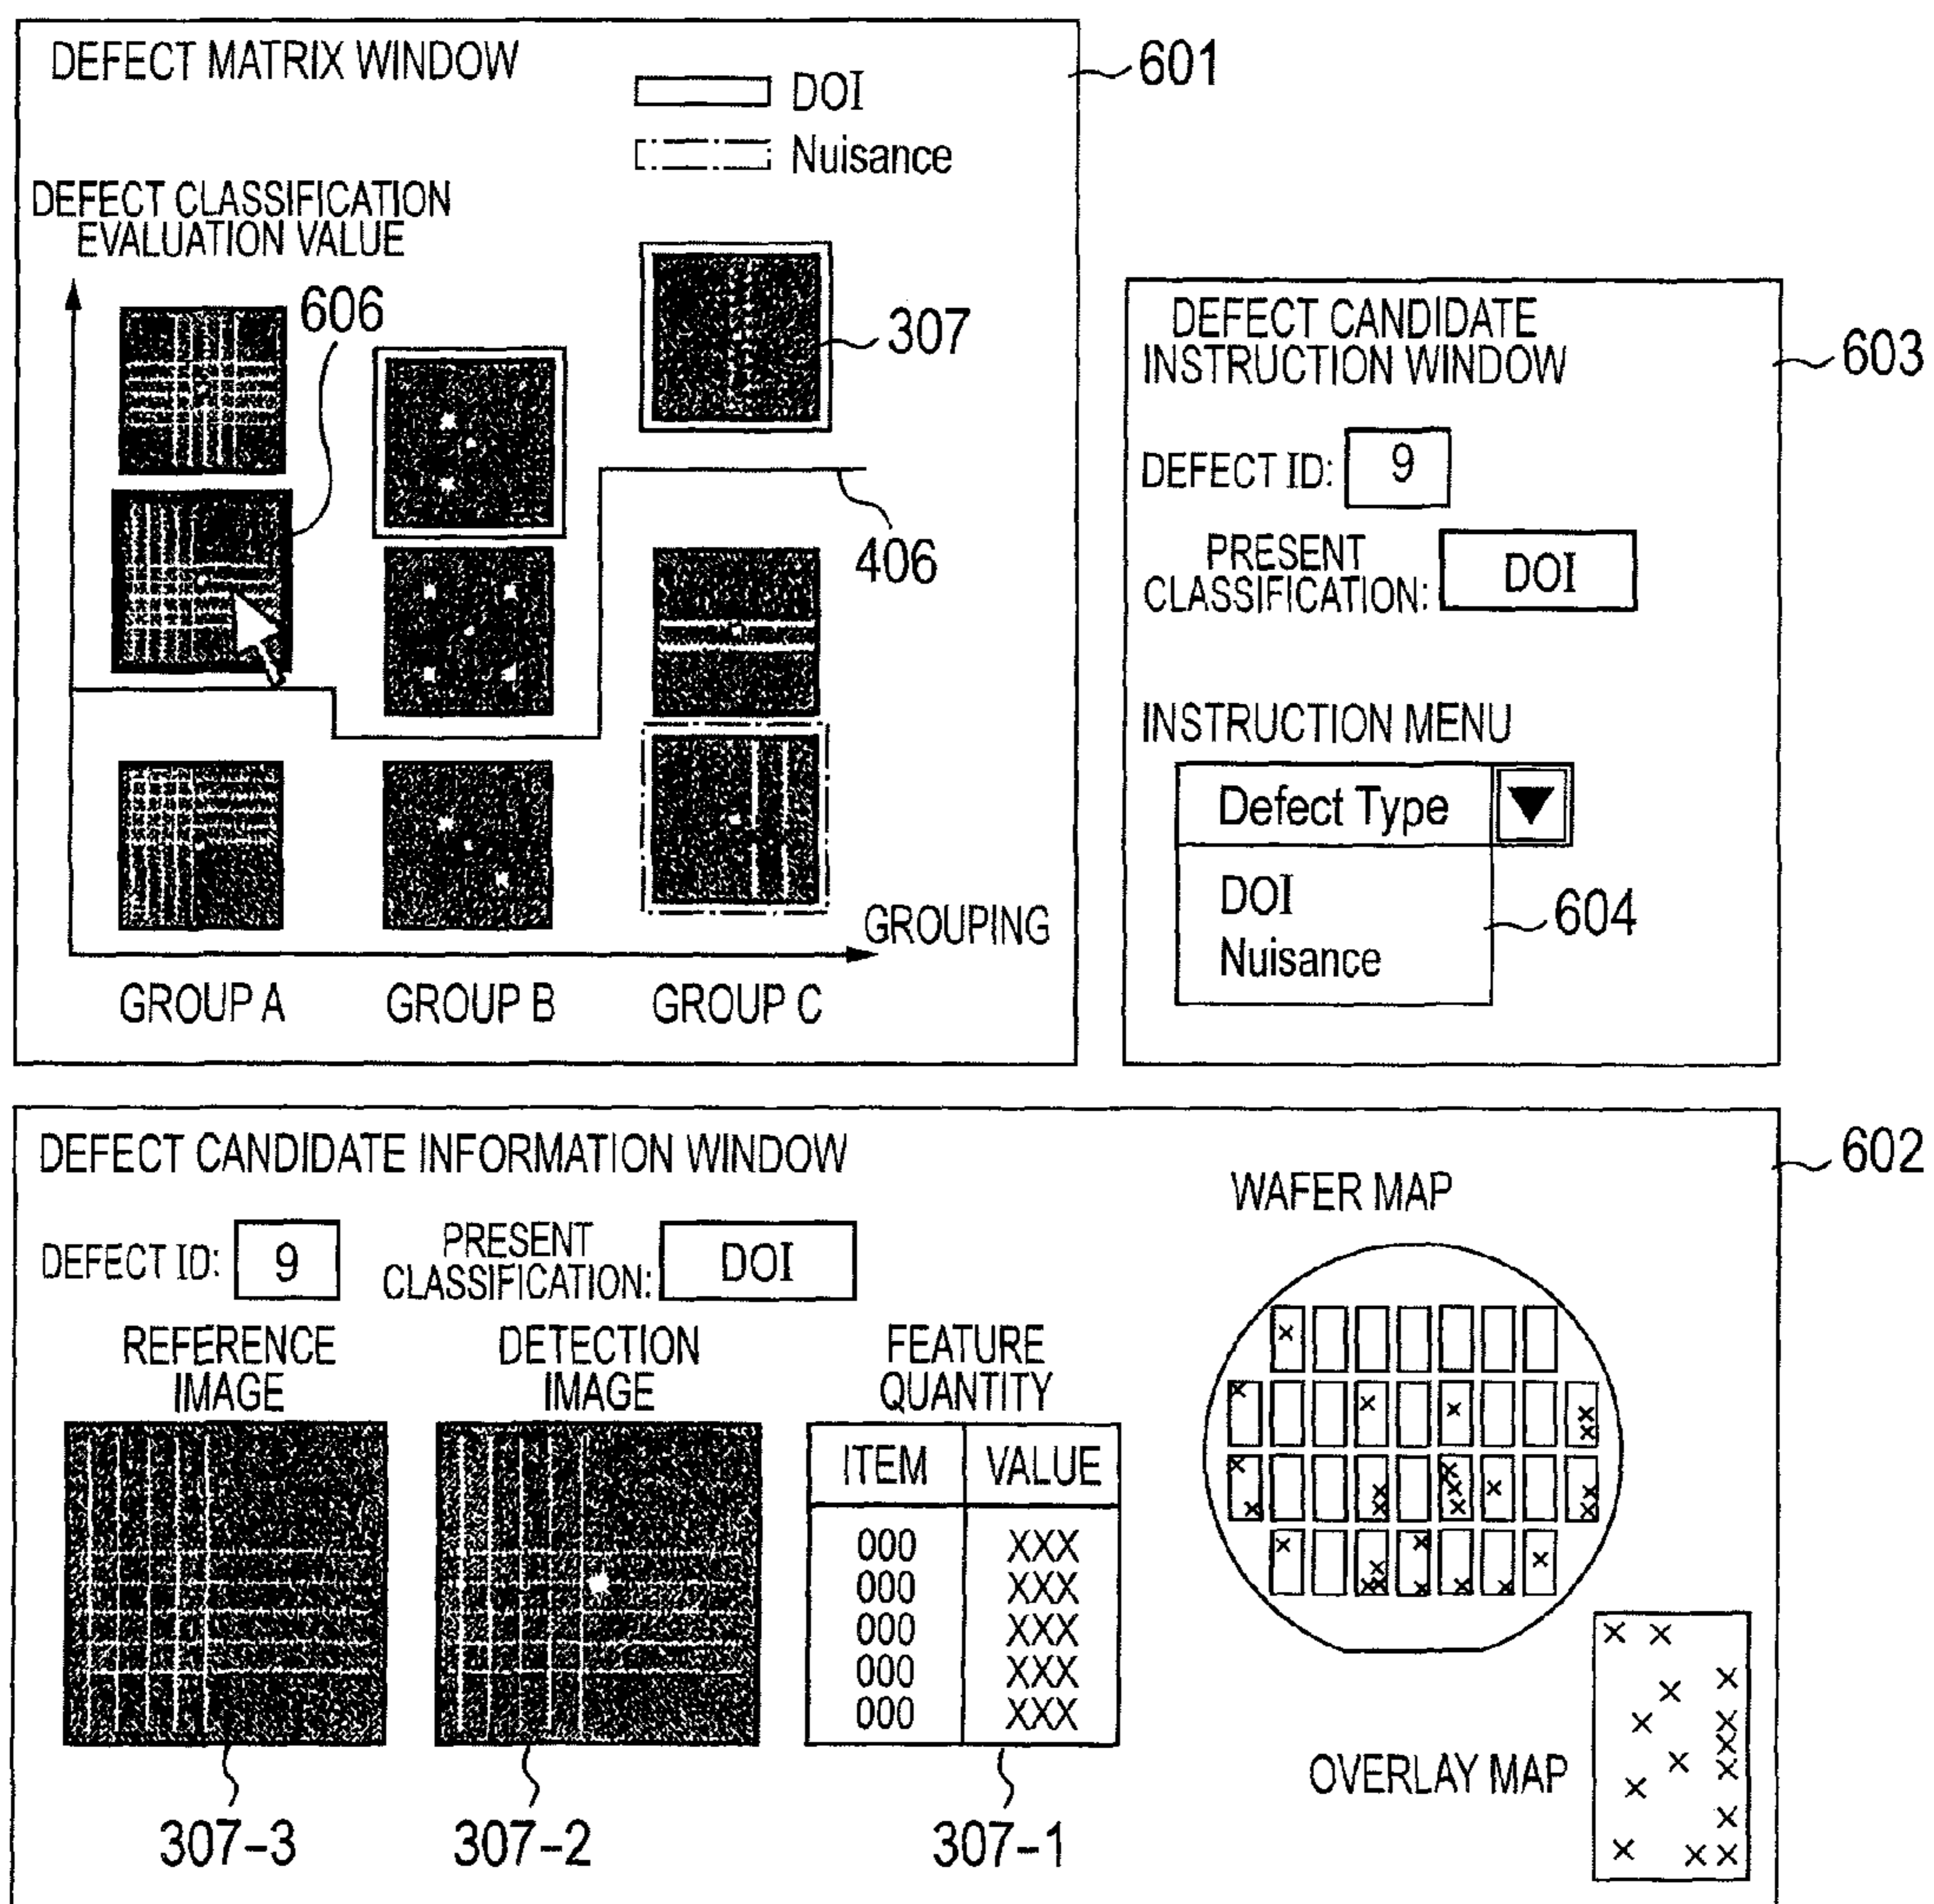 DEFECT MATRIX WINDOW
601
DOI
Nuisance
DEFECT CLASSIFICATION
EVALUATION VALUE
606
307
406
GROUPING
GROUP A
GROUP B
GROUP C
DEFECT CANDIDATE
INSTRUCTION WINDOW
603
DEFECT ID: 9
PRESENT
CLASSIFICATION: DOI
INSTRUCTION MENU
Defect Type
DOI
Nuisance
604
DEFECT CANDIDATE INFORMATION WINDOW
602
DEFECT ID: 9
PRESENT
CLASSIFICATION: DOI
REFERENCE
IMAGE
DETECTION
IMAGE
FEATURE
QUANTITY
ITEM VALUE
000 XXX
000 XXX
000 XXX
000 XXX
000 XXX
307-3
307-2
307-1
WAFER MAP
OVERLAY MAP